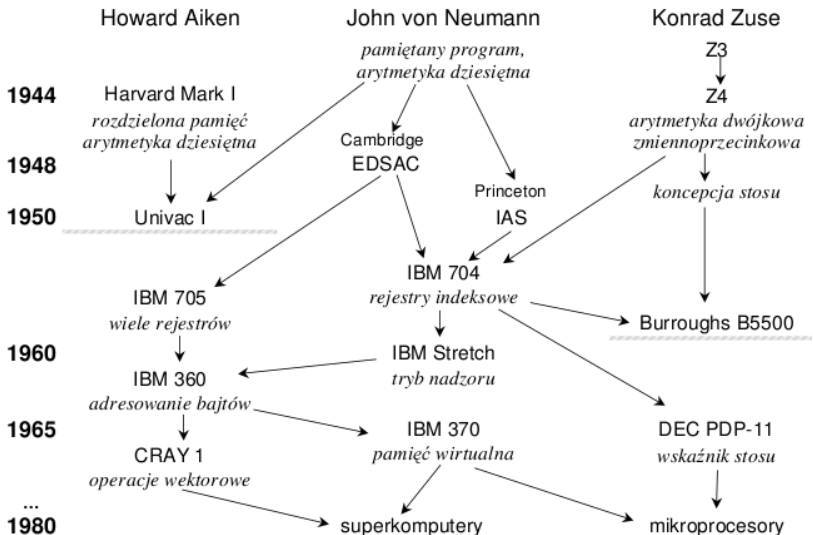 Howard Aiken
John von Neumann
Konrad Zuse
pamiętany program,
arytmetyka dziesiętna
Z3
1944
Harvard Mark I
Z4
rozdzielona pamięć
arytmetyka dziesiętna
arytmetyka dwójkowa
zmiennoprzecinkowa
Cambridge
1948
EDSAC
Princeton
koncepcja stosu
1950
Univac I
IAS
IBM 704
rejestry indeksowe
IBM 705
wiele rejestrów
Burroughs B5500
1960
IBM Stretch
tryb nadzoru
IBM 360
adresowanie bajtów
1965
IBM 370
pamięć wirtualna
DEC PDP-11
wskaźnik stosu
CRAY 1
operacje wektorowe
...
1980
superkomputery
mikroprocesory